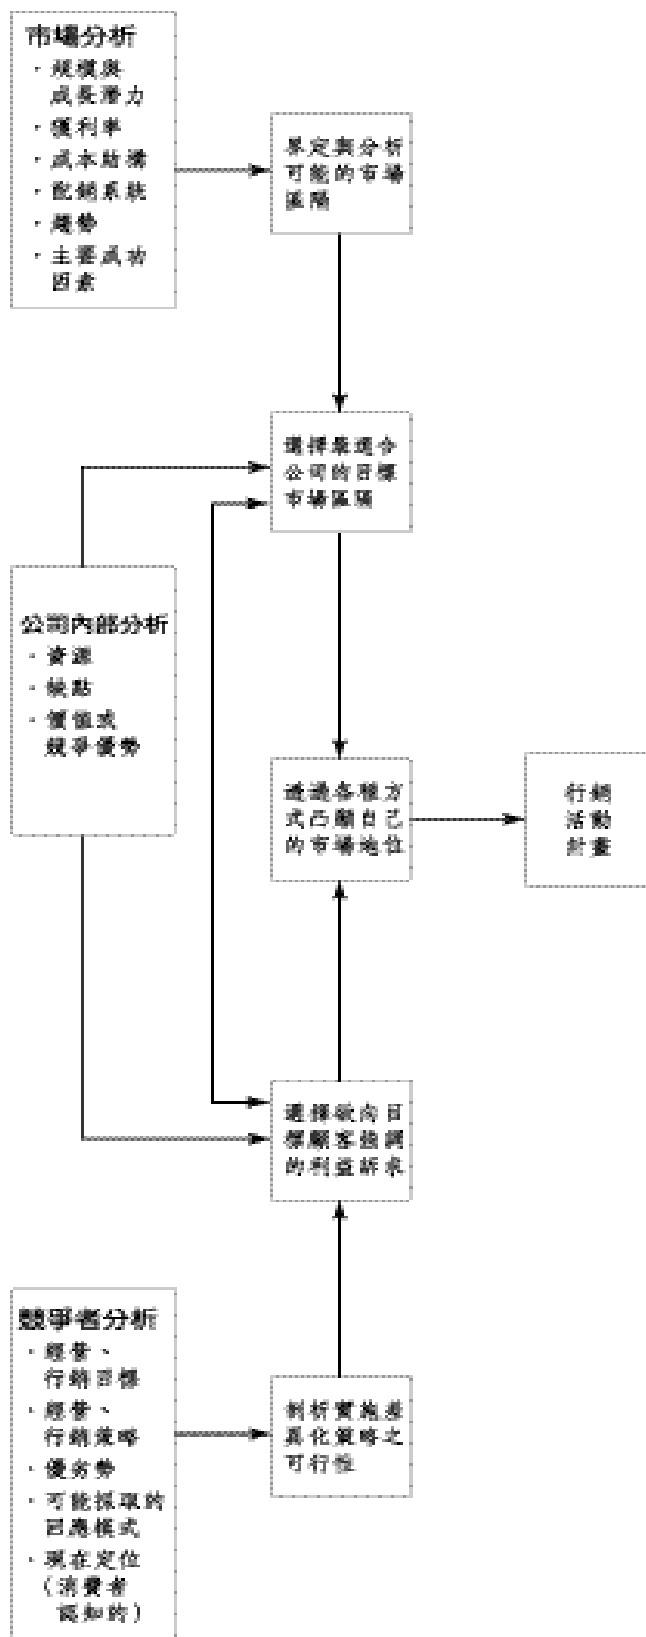 市場分析
・規模與
成長潛力
・獲利率
・成本結構
・配銷系統
・趨勢
・主要成功
因素
界定與分析
可能的市場
區隔
選擇最適合
公司的目標
市場區隔
公司內部分析
・資源
・缺點
・價值或
競爭優勢
透過各種方
式凸顯自己
的市場地位
行銷
活動
計畫
選擇欲向目
標顧客強調
的利益訴求
競爭者分析
・經營、
行銷目標
・經營、
行銷策略
・優劣勢
・可能採取的
回應模式
・現在定位
(消費者
認知的)
剖析實施差
異化策略之
可行性